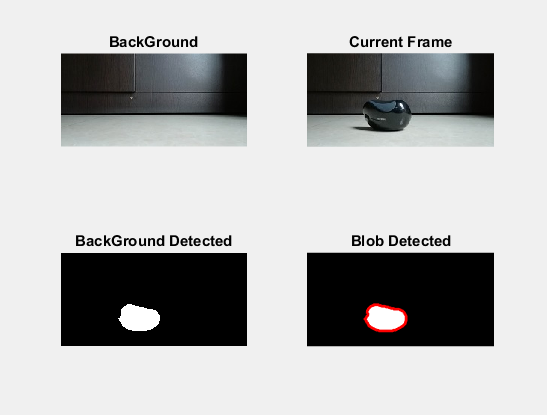 BackGround
Current Frame
BackGround Detected
Blob Detected